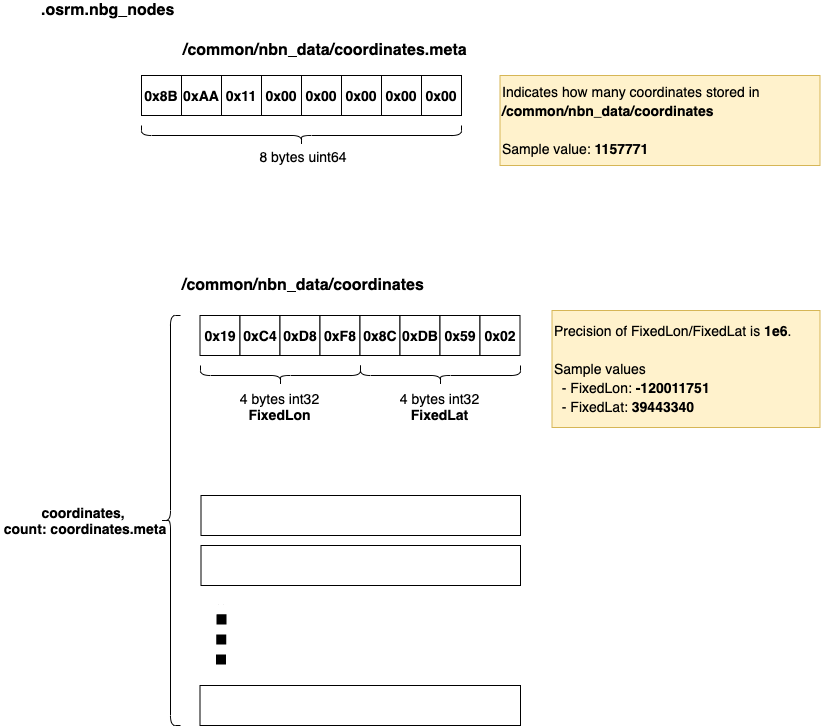 .osrm.nbg_nodes
/common/nbn_data/coordinates.meta
0x8B 0xAA 0x11 0x00 0x00 0x00 0x00 0x00
8 bytes uint64
Indicates how many coordinates stored in
/common/nbn_data/coordinates
Sample value: 1157771
/common/nbn_data/coordinates
0x19 0xC4 0xD8 0xF8 0x8C 0xDB 0x59 0x02
4 bytes int32
FixedLon
4 bytes int32
FixedLat
Precision of FixedLon/FixedLat is 1e6.
Sample values
- FixedLon: -120011751
- FixedLat: 39443340
coordinates,
count: coordinates.meta